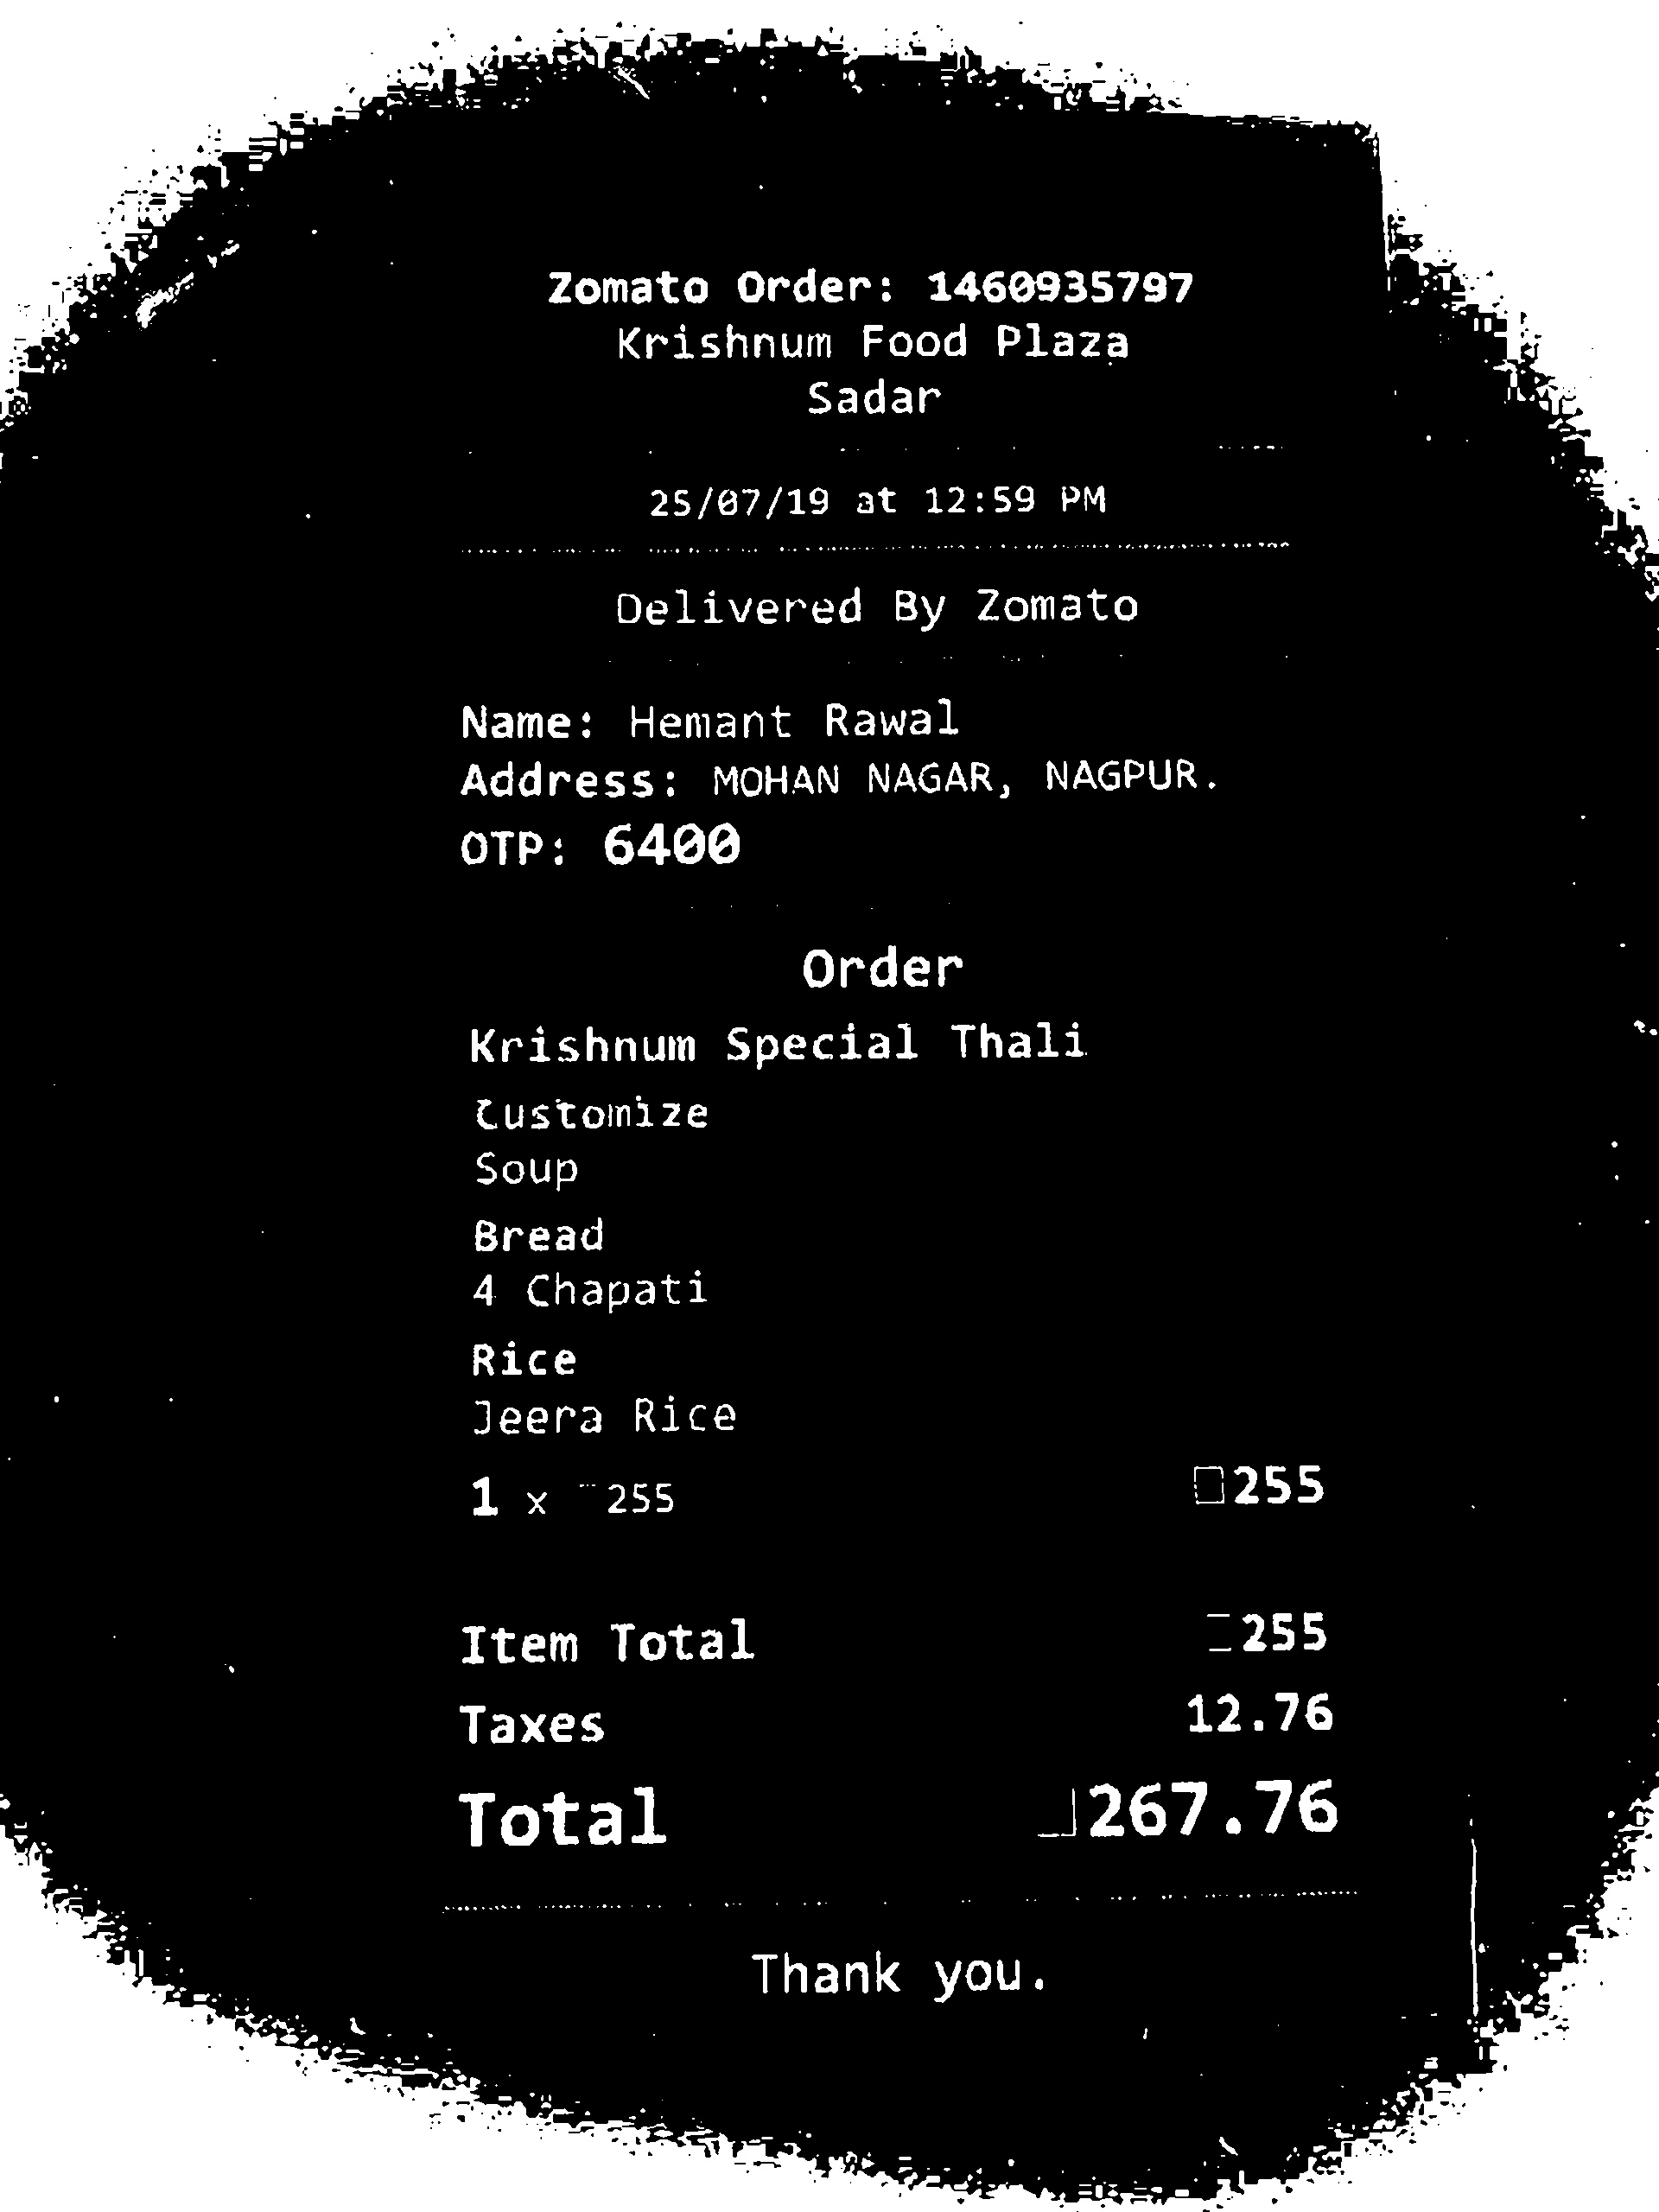 Zomato Order: 1460935797
Krishnum Food Plaza
Sadar
25/07/19 at 12:59 PM
Delivered By Zomato
Name: Hemant Rawal
Address: MOHAN NAGAR, NAGPUR.
OTP: 6400
Order
Krishnum Special Thali
Customize
Soup
Bread
4 Chapati
Rice
Jeera Rice
1 x 255 255
Item Total 255
Taxes 12.76
Total 267.76
Thank you.